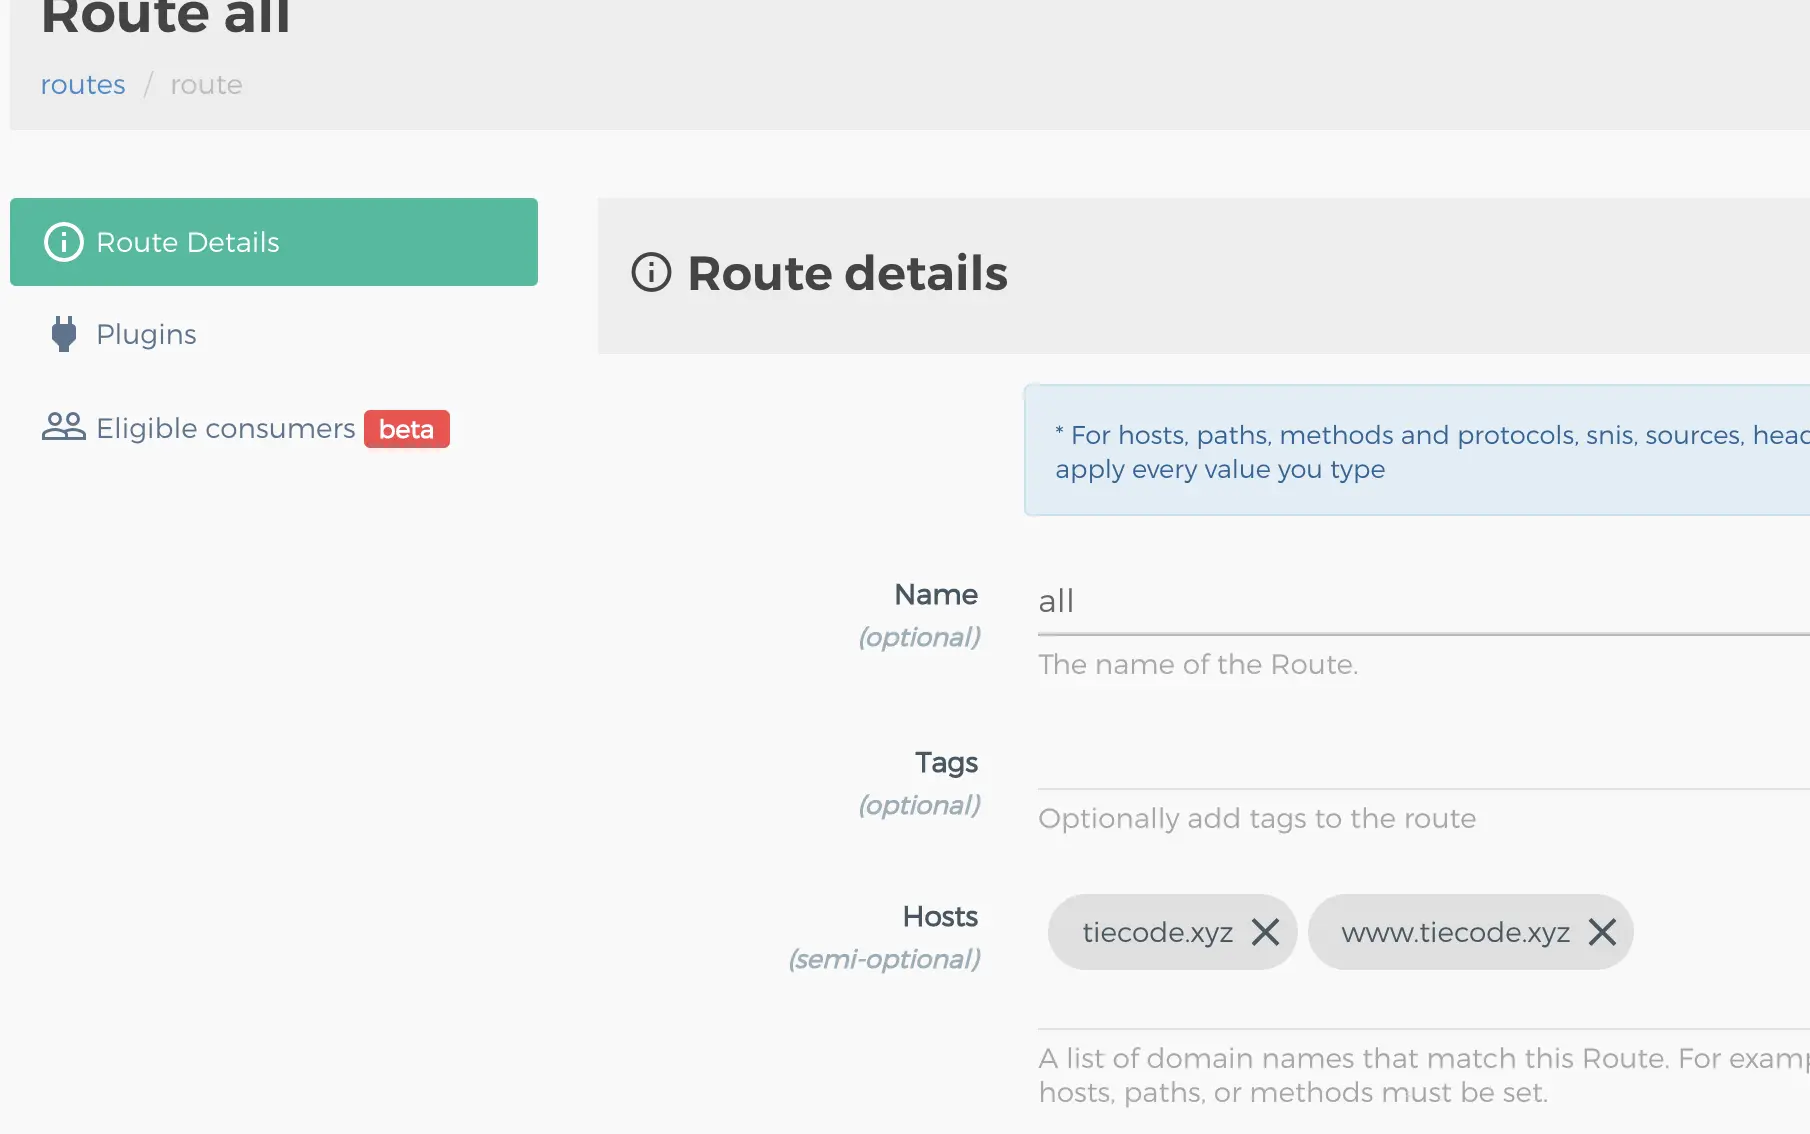 Route all
routes / route
Route Details
Plugins
Eligible consumers beta
Route details
* For hosts, paths, methods and protocols, snis, sources,
apply every value you type
Name
(optional)
all
The name of the Route.
Tags
(optional)
Optionally add tags to the route
Hosts
(semi-optional)
tiecode.xyz www.tiecode.xyz
A list of domain names that match this Route. For
hosts, paths, or methods must be set.